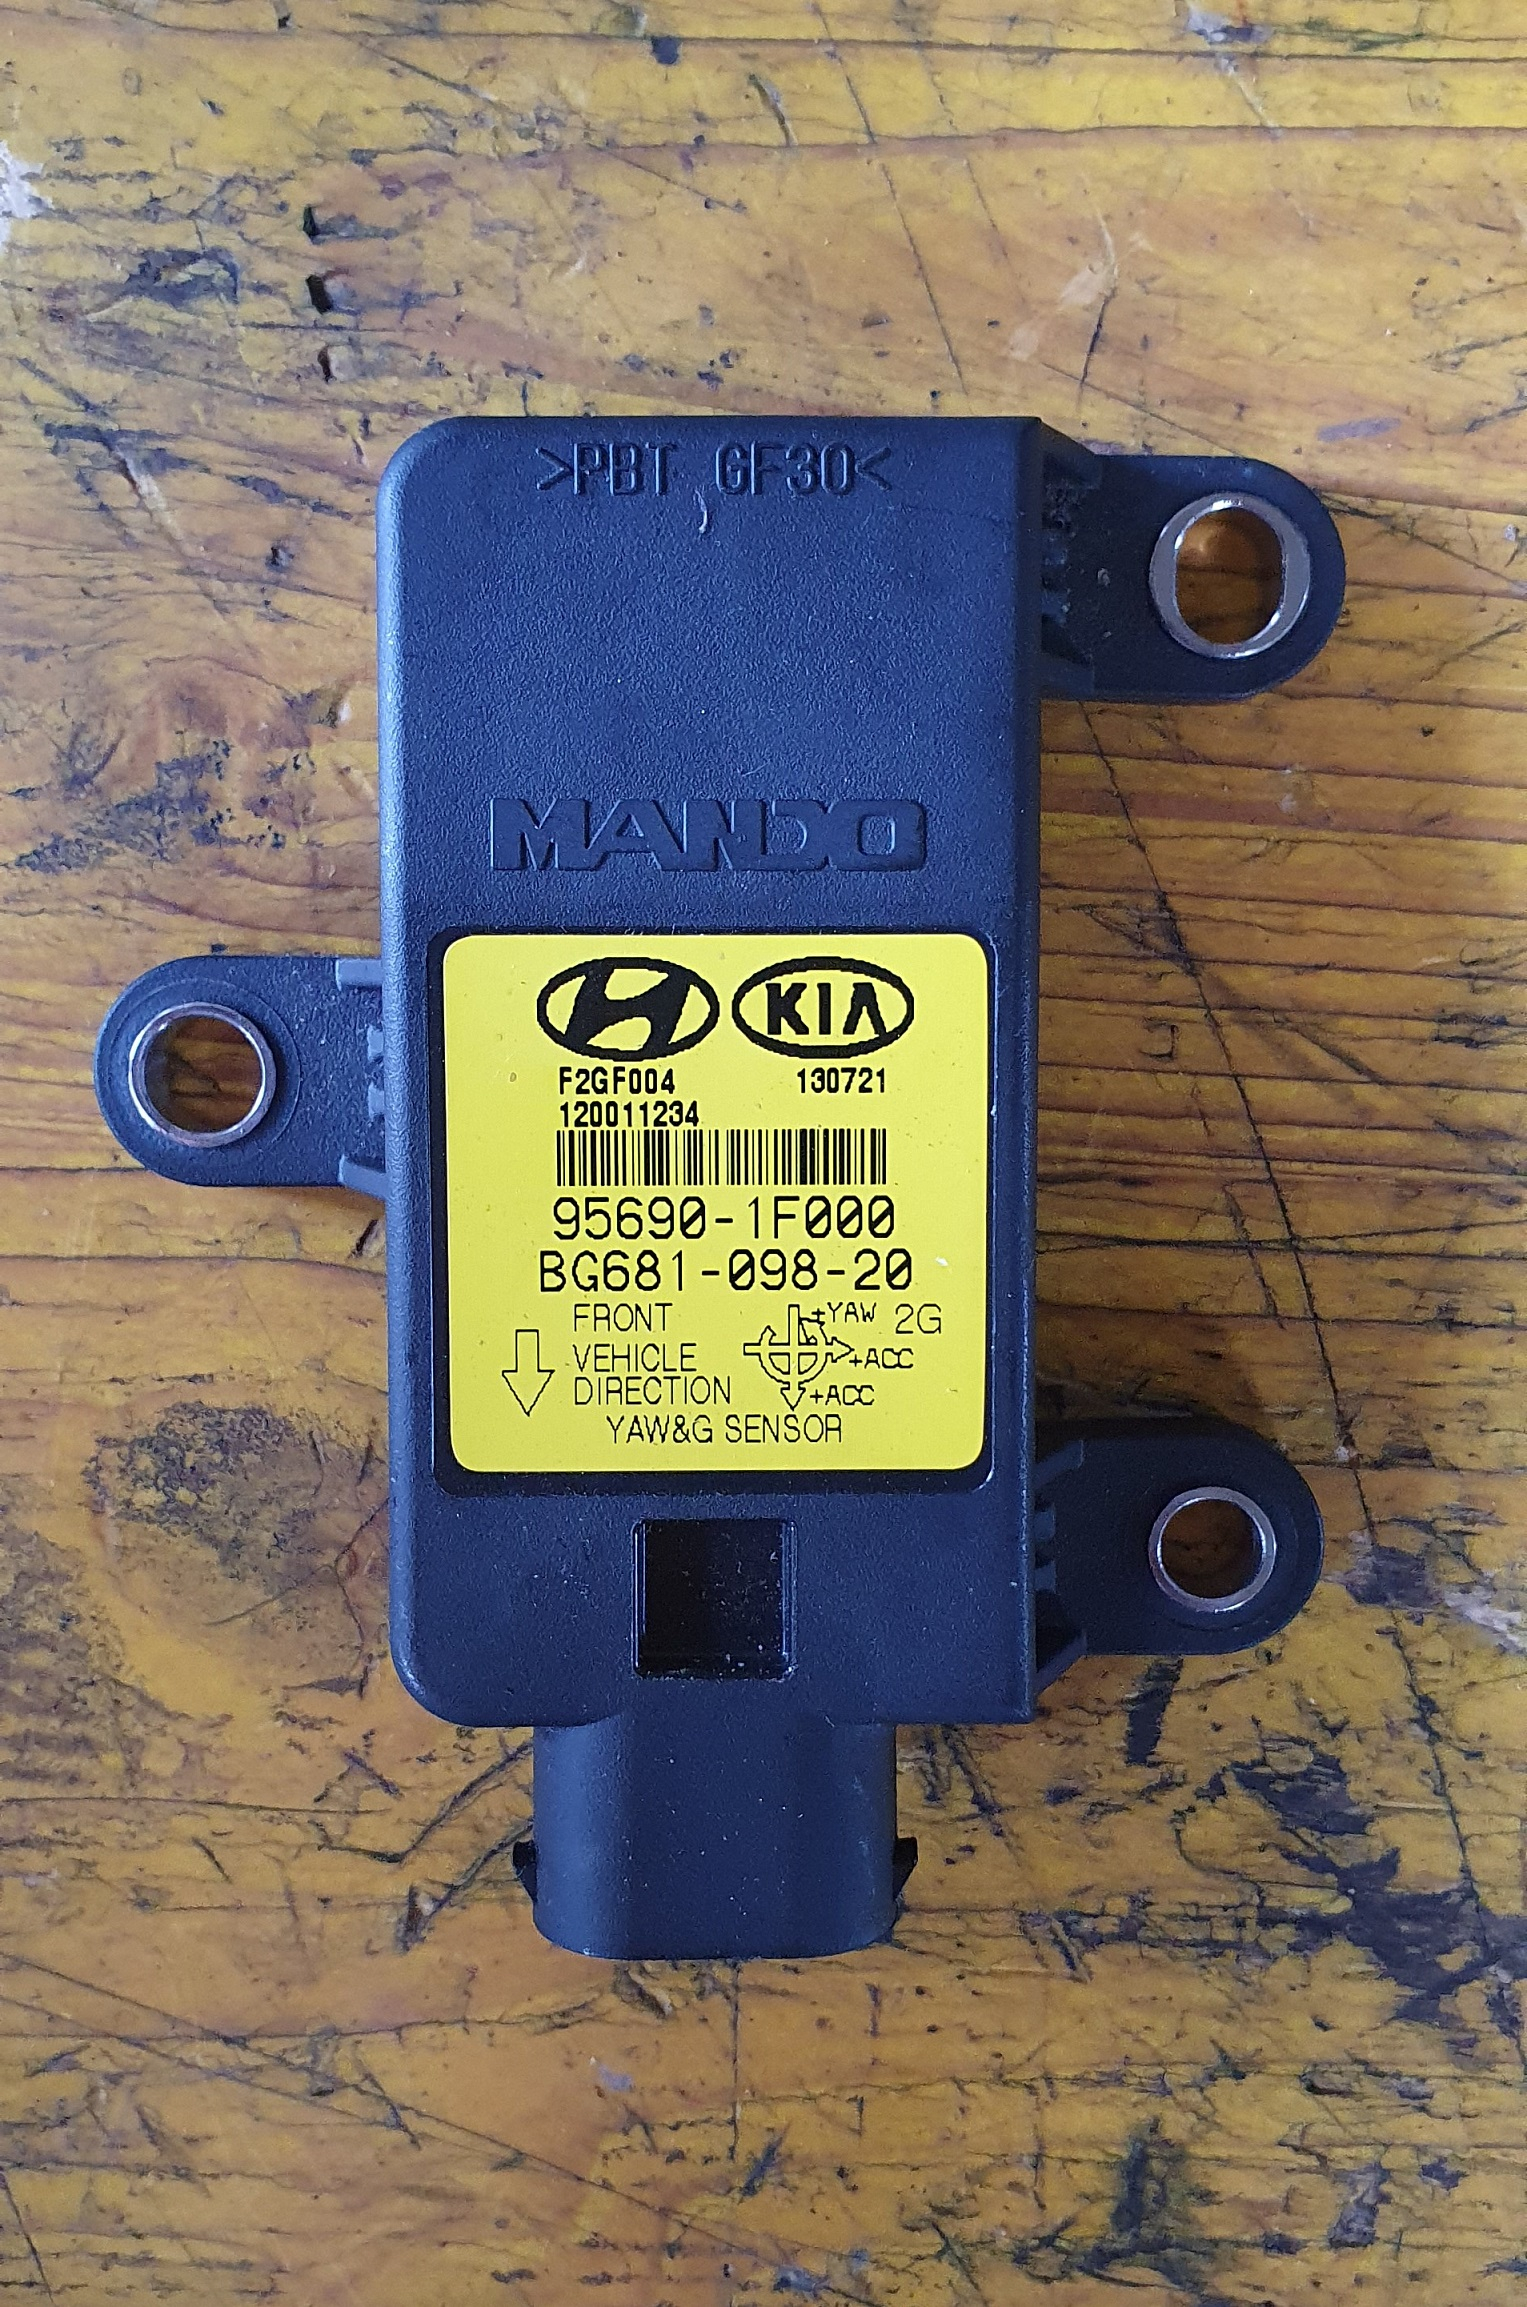 >PBT GF30<
MANDO
KIA
F2GF004 130721
120011234
95690-1F000
BG681-098-20
FRONT
VEHICLE
DIRECTION
+YAW 2G
+ACC
+ACC
YAW&G SENSOR